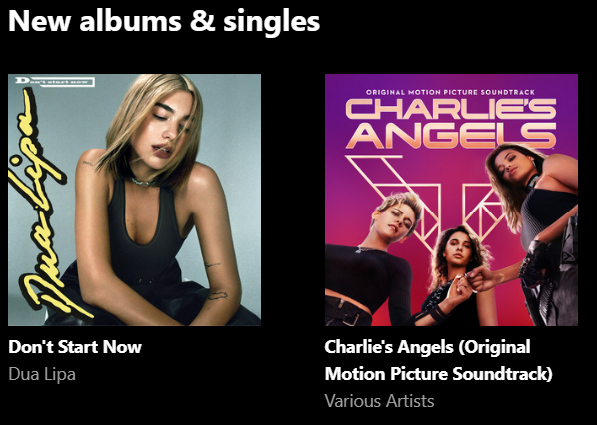 New albums & singles
Don't start now
Dua Lipa
ORIGINAL MOTION PICTURE SOUNDTRACK
CHARLIE'S
ANGELS
Don't Start Now
Dua Lipa
Charlie's Angels (Original
Motion Picture Soundtrack)
Various Artists